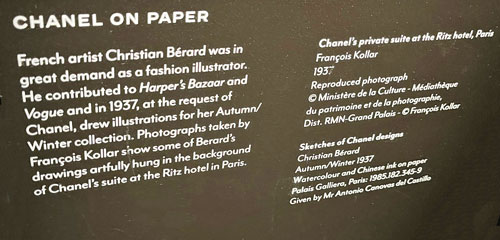 CHANEL ON PAPER
French artist Christian Bérard was in
great demand as a fashion illustrator.
He contributed to Harper's Bazaar and
Vogue and in 1937, at the request of
Chanel, drew illustrations for her Autumn/
Winter collection. Photographs taken by
François Kollar show some of Berard's
drawings artfully hung in the background
of Chanel's suite at the Ritz hotel in Paris.
Chanel's private suite at the Ritz hotel, Paris
François Kollar
1937
Reproduced photograph
© Ministère de la Culture - Médiathèque
du patrimoine et de la photographie,
Dist. RMN-Grand Palais - © François Kollar
Sketches of Chanel designs
Christian Bérard
Autumn/Winter 1937
Watercolour and Chinese ink on paper
Palais Galliera, Paris: 1985.182.345-9
Given by Mr Antonio Canovas del Castillo